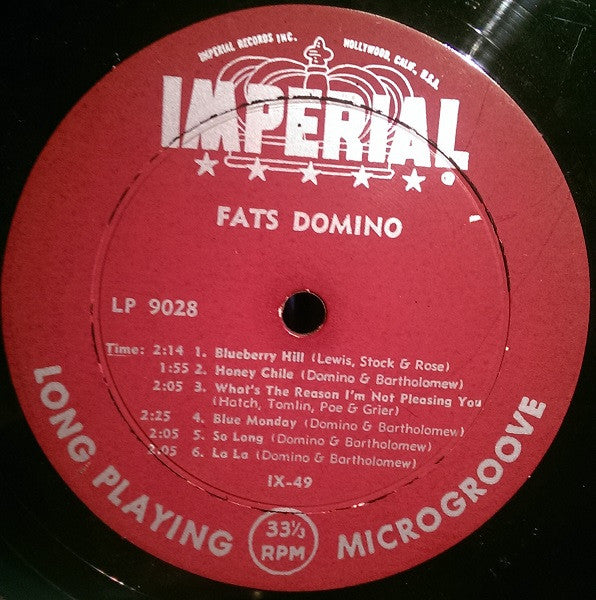 IMPERIAL RECORDS INC. HOLLYWOOD, CALIF., U.S.A.
IMPERIAL
FATS DOMINO
LP 9028
Time: 2:14 1. Blueberry Hill (Lewis, Stock & Rose)
1:55 2. Honey Chile (Domino & Bartholomew)
2:05 3. What's The Reason I'm Not Pleasing You
(Hatch, Tomlin, Poe & Grier)
2:25 4. Blue Monday (Domino & Bartholomew)
2:05 5. So Long (Domino & Bartholomew)
2:05 6. La La (Domino & Bartholomew)
IX-49
LONG PLAYING 33⅓ RPM MICROGROOVE